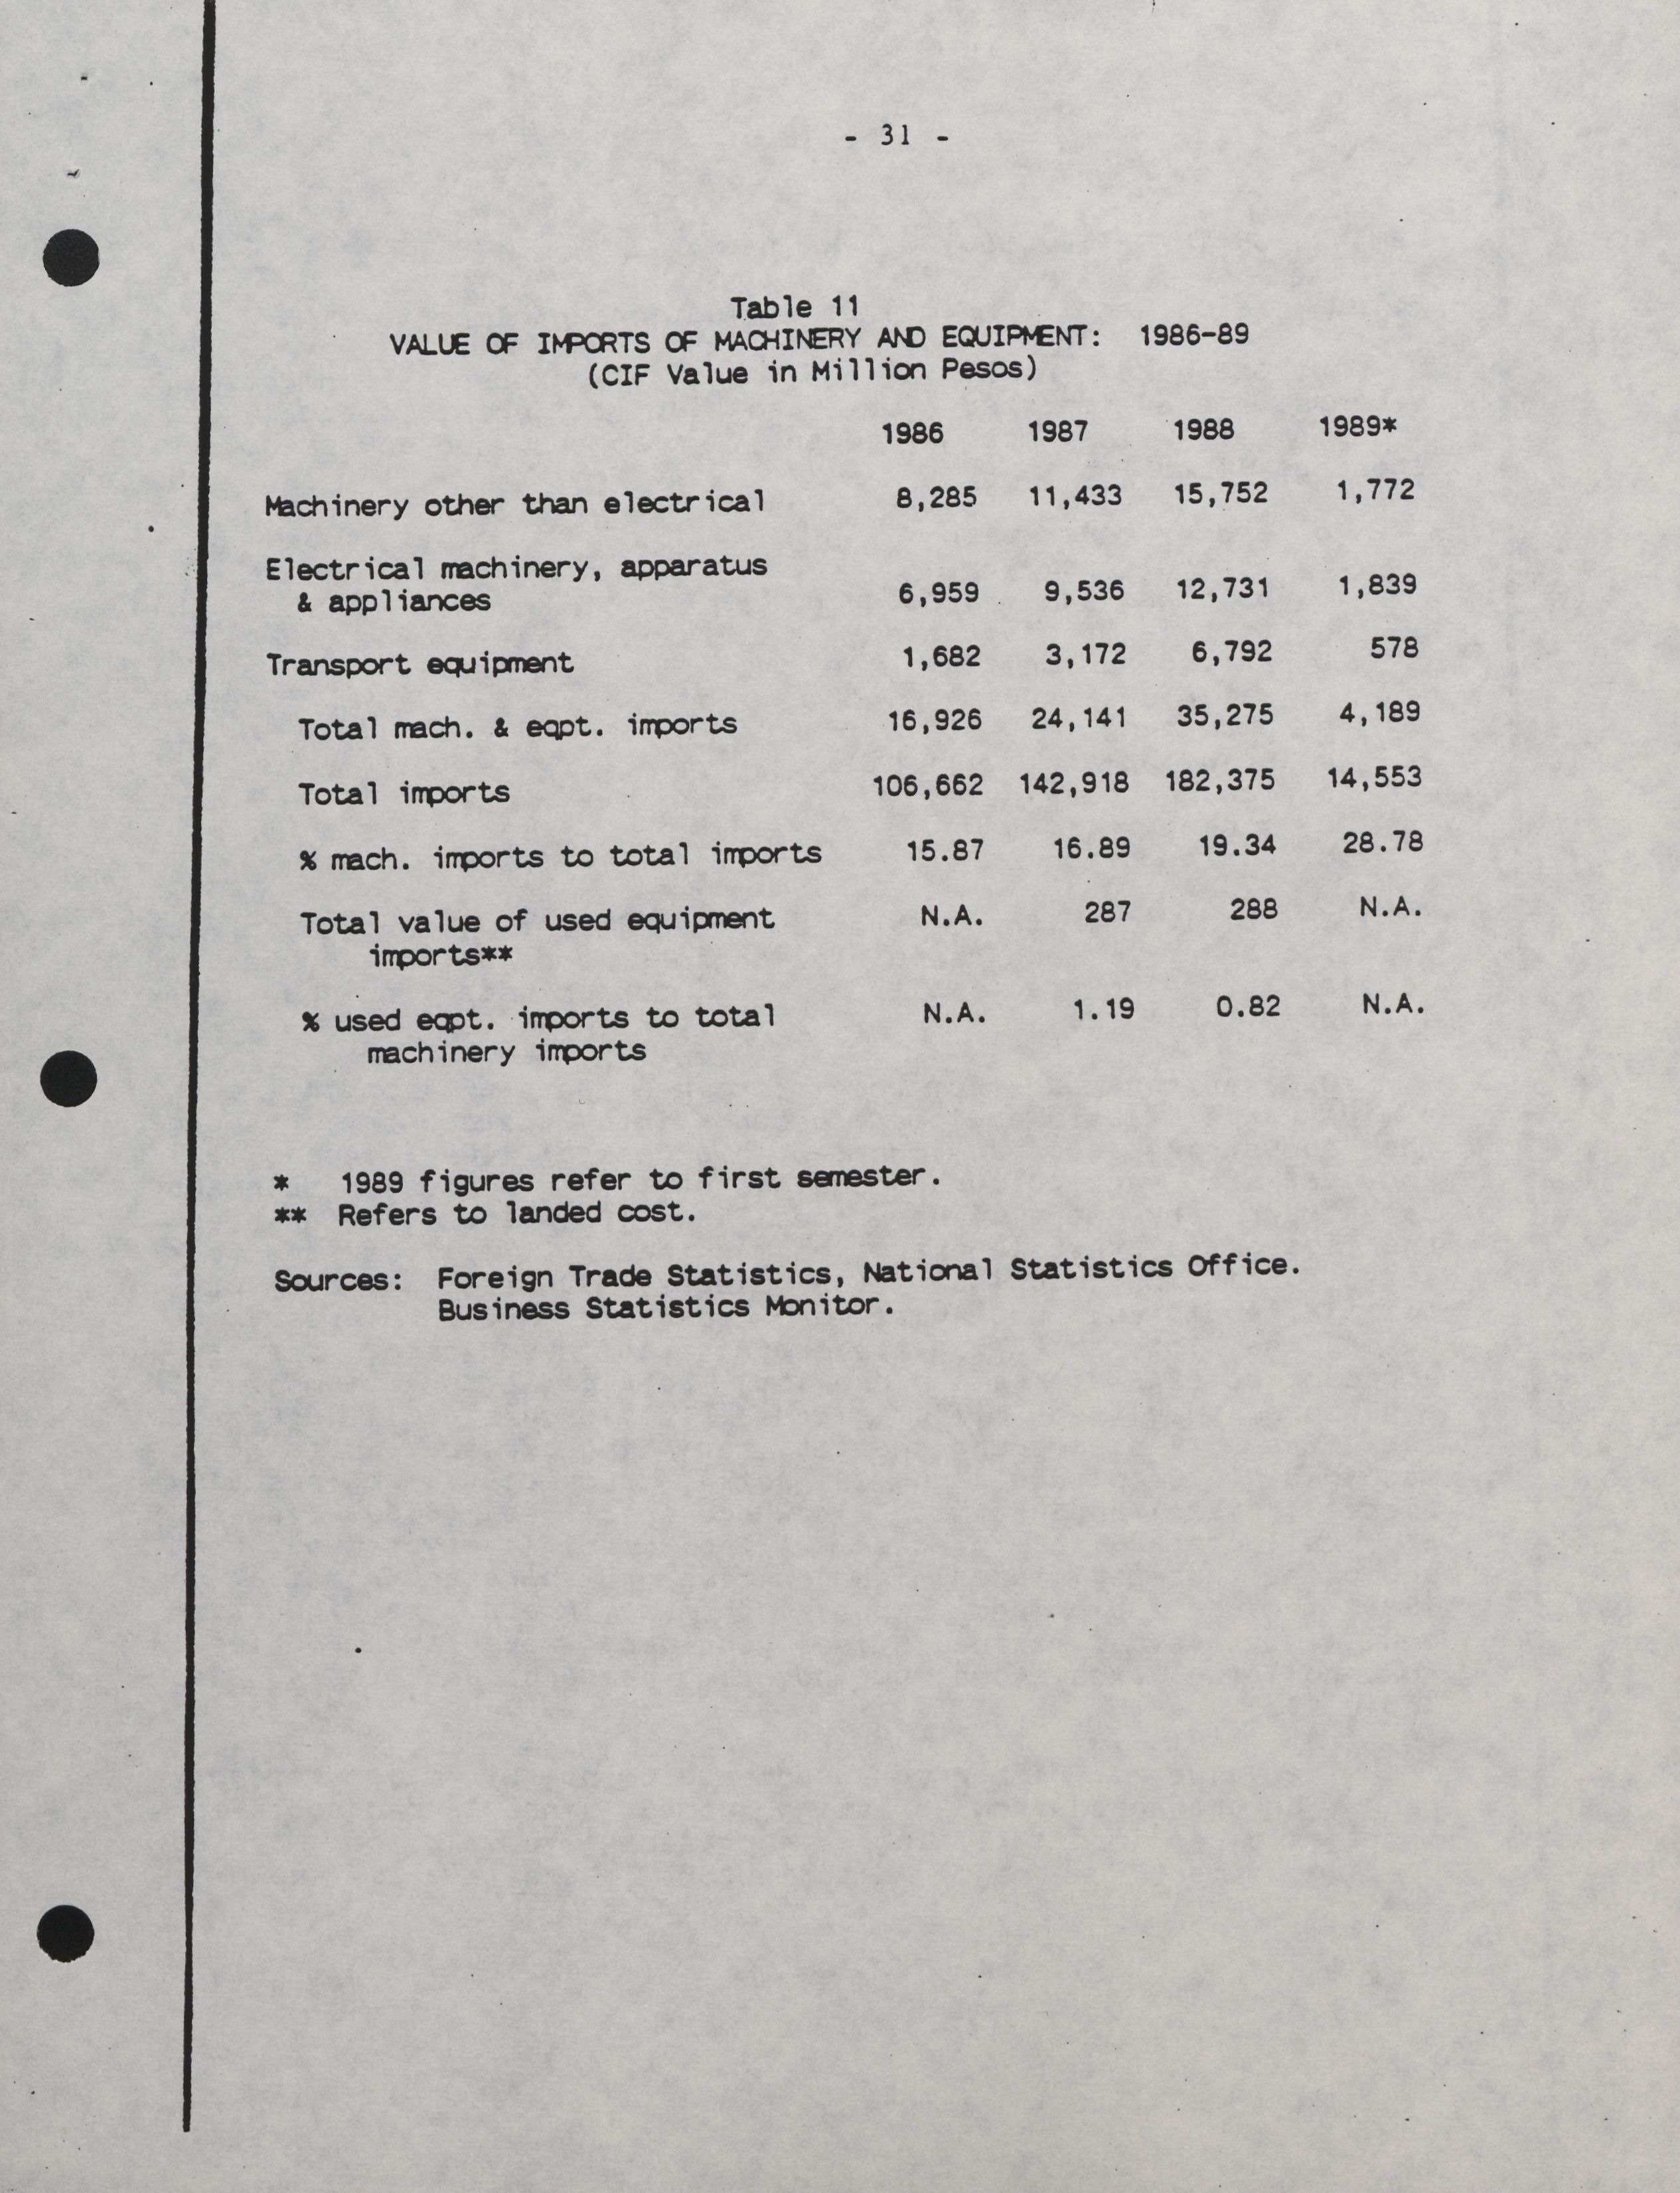 - 31 -
Table 11
VALUE OF IMPORTS OF MACHINERY AND EQUIPMENT: 1986-89
(CIF Value in Million Pesos)
1986 1987 1988 1989*
Machinery other than electrical 8,285 11,433 15,752 1,772
Electrical machinery, apparatus
& appliances 6,959 9,536 12,731 1,839
Transport equipment 1,682 3,172 6,792 578
Total mach. & eqpt. imports 16,926 24,141 35,275 4,189
Total imports 106,662 142,918 182,375 14,553
% mach. imports to total imports 15.87 16.89 19.34 28.78
Total value of used equipment N.A. 287 288 N.A.
imports**
% used eqpt. imports to total N.A. 1.19 0.82 N.A.
machinery imports
* 1989 figures refer to first semester.
** Refers to landed cost.
Sources: Foreign Trade Statistics, National Statistics Office.
Business Statistics Monitor.